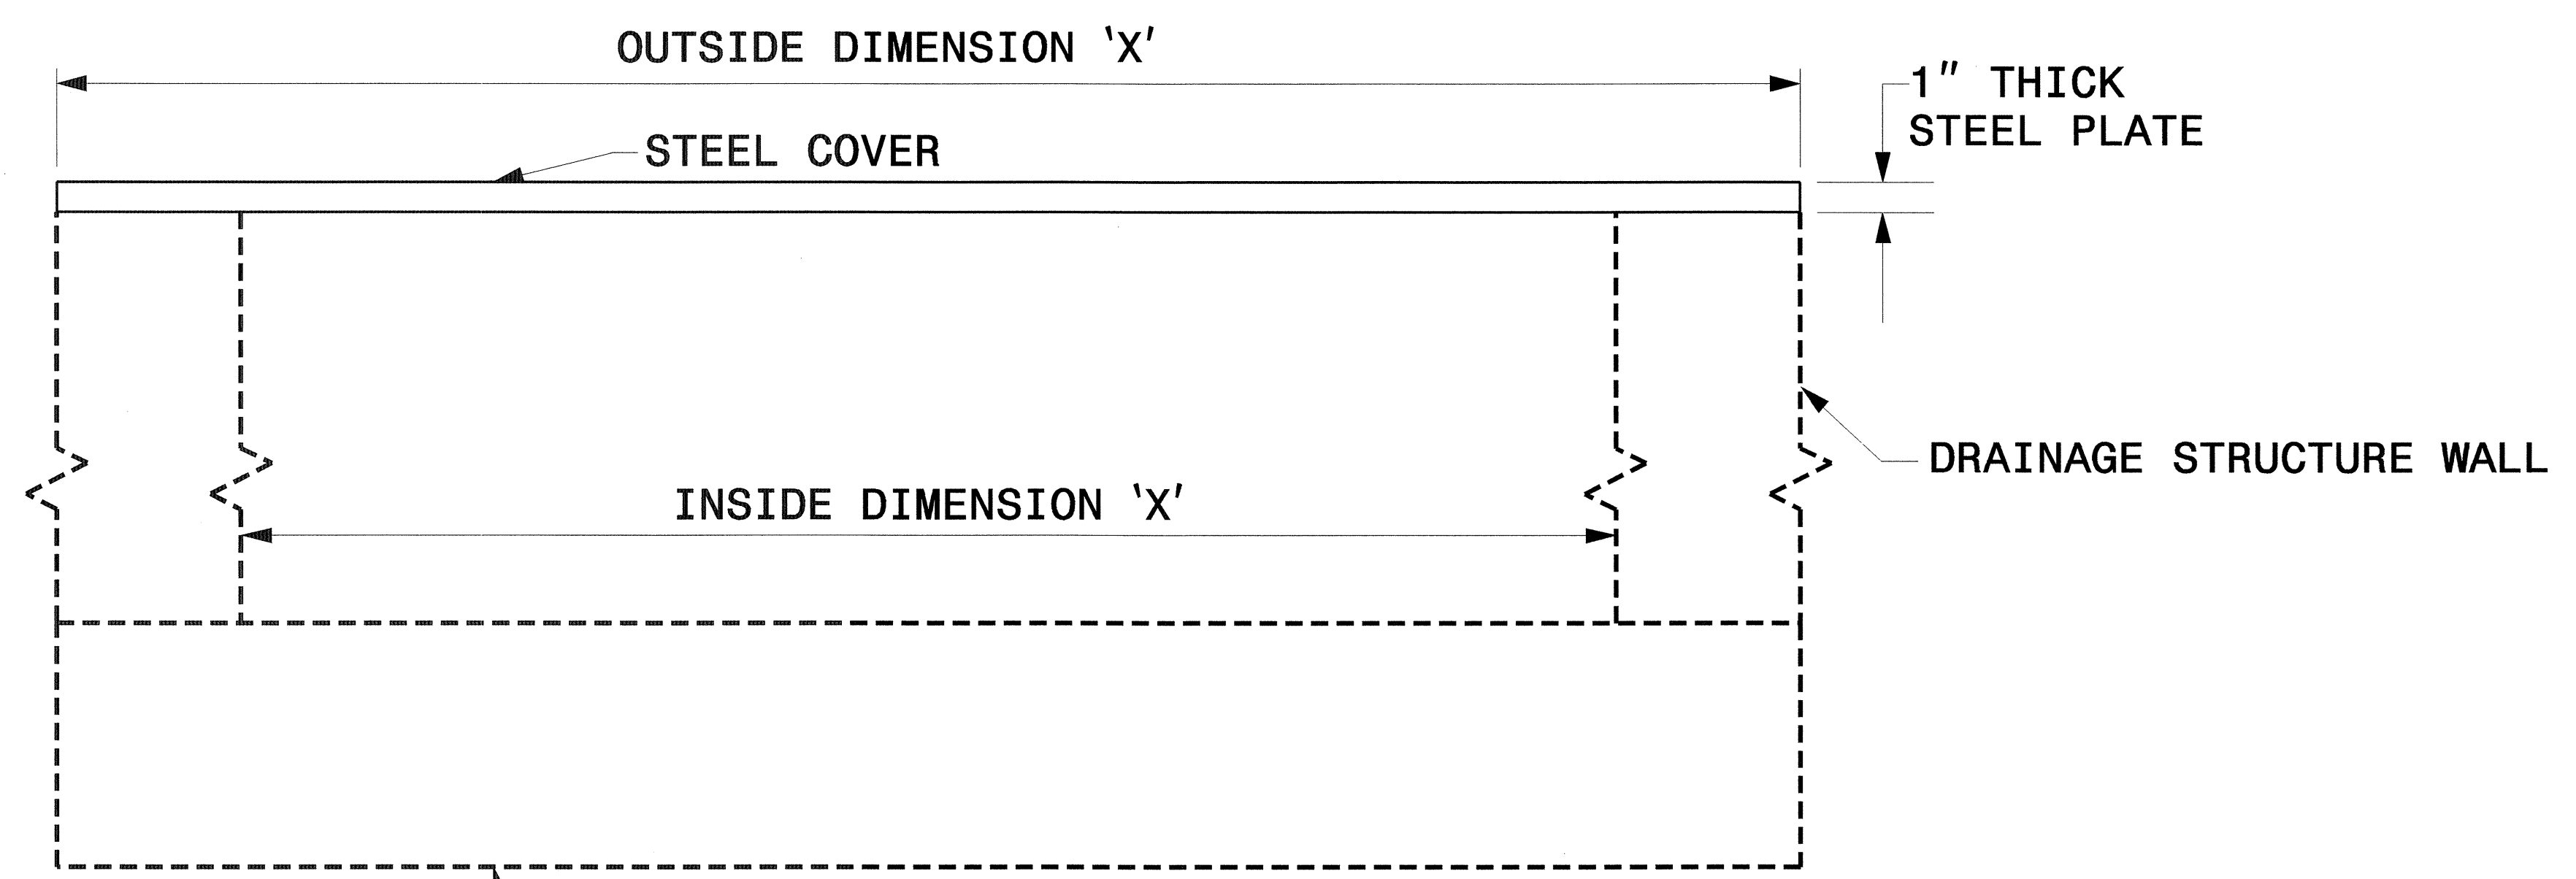 OUTSIDE DIMENSION 'X'
1" THICK
STEEL PLATE
STEEL COVER
DRAINAGE STRUCTURE WALL
INSIDE DIMENSION 'X'